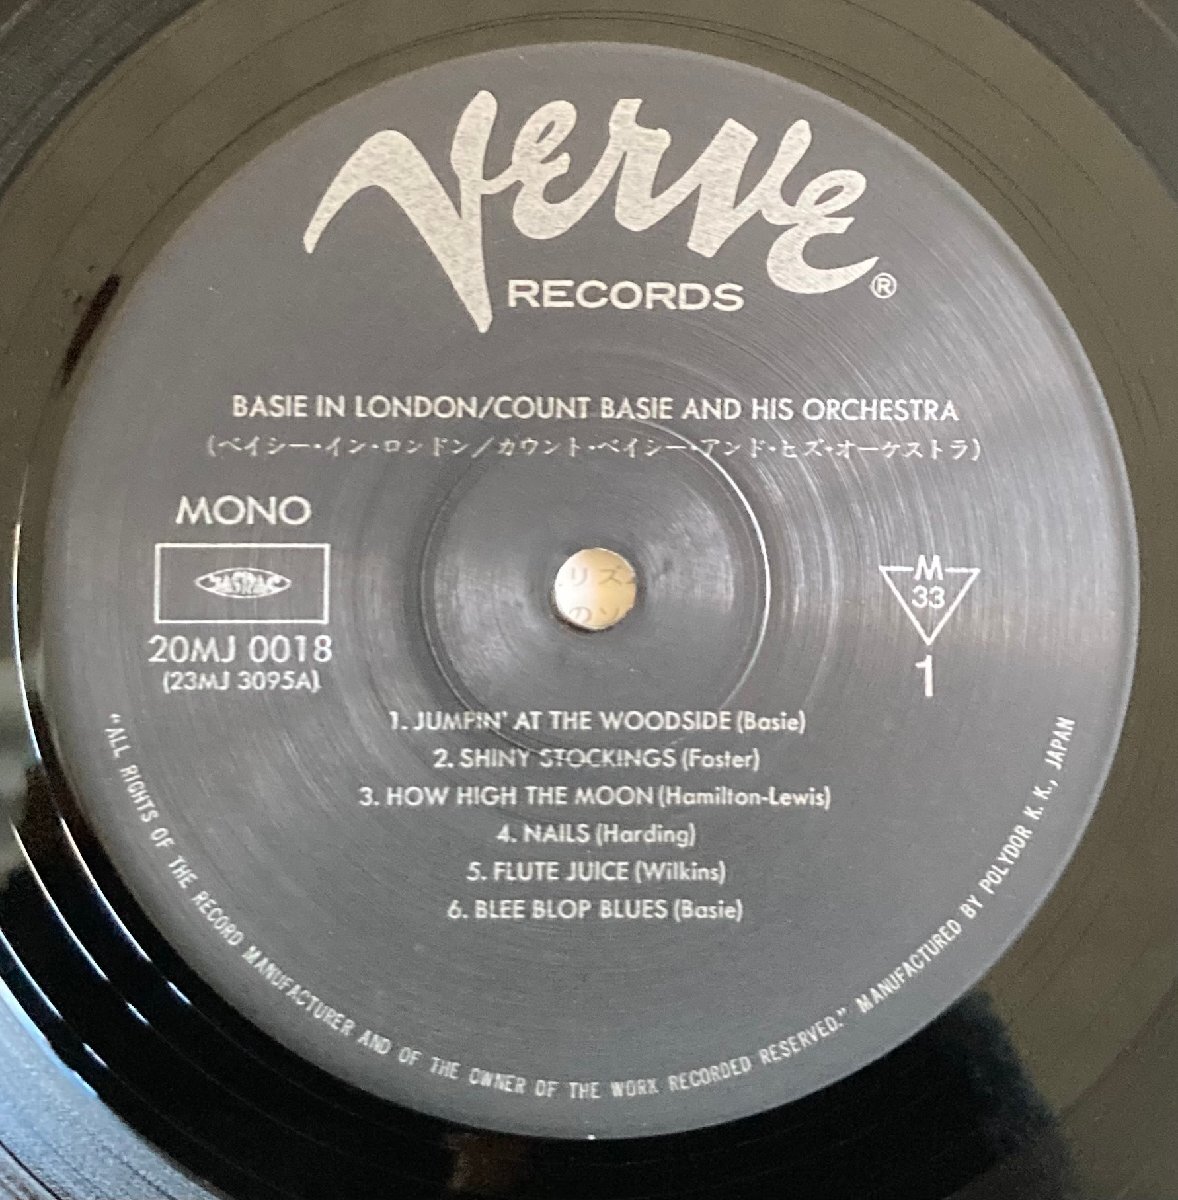 Verve ®
RECORDS
BASIE IN LONDON/COUNT BASIE AND HIS ORCHESTRA
(ベイシー・イン・ロンドン/カウント・ベイシー・アンド・ヒズ・オーケストラ)
MONO
JASRAC
20MJ 0018
(23MJ 3095A)
M
33
1
リズ
のソ
1. JUMPIN' AT THE WOODSIDE (Basie)
2. SHINY STOCKINGS (Foster)
3. HOW HIGH THE MOON (Hamilton-Lewis)
4. NAILS (Harding)
5. FLUTE JUICE (Wilkins)
6. BLEE BLOP BLUES (Basie)
"ALL RIGHTS OF THE RECORD MANUFACTURER AND OF THE OWNER OF THE WORK RECORDED RESERVED." MANUFACTURED BY POLYDOR K. K., JAPAN